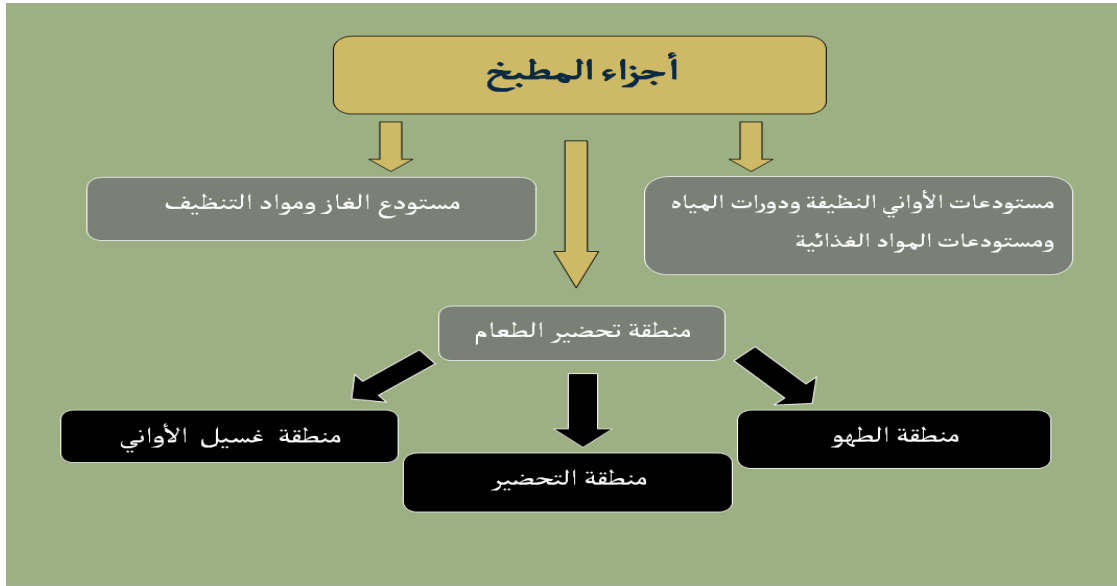 أجزاء المطبخ
مستودعات الأواني النظيفة ودورات المياه
ومستودعات المواد الغذائية
مستودع الغاز ومواد التنظيف
منطقة تحضير الطعام
منطقة الطهو
منطقة التحضير
منطقة غسيل الأواني